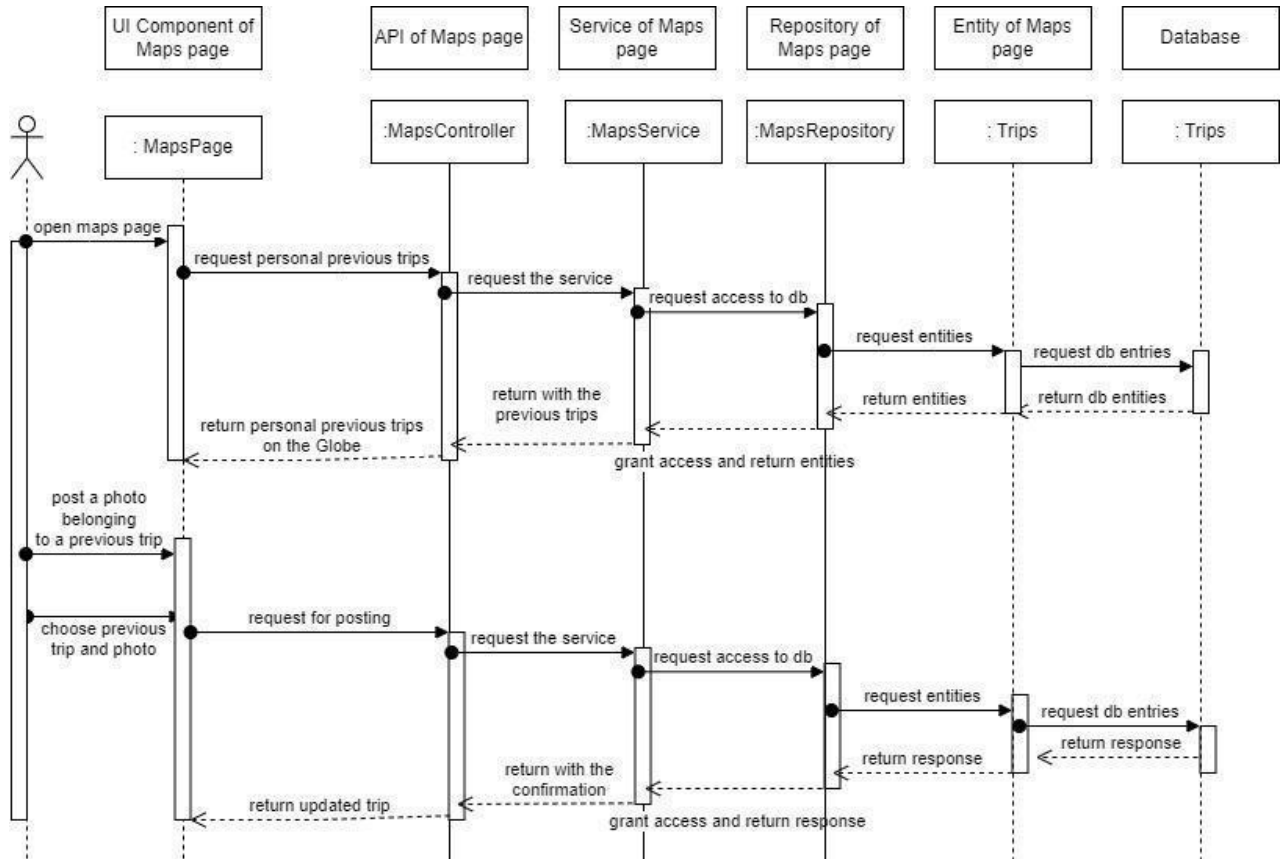 UI Component of
Maps page
API of Maps page
Service of Maps
page
Repository of
Maps page
Entity of Maps
page
Database
: MapsPage
:MapsController
:MapsService
:MapsRepository
: Trips
: Trips
open maps page
request personal previous trips
request the service
request access to db
request entities
request db entries
return db entities
return entities
return with the
previous trips
grant access and return entities
return personal previous trips
on the Globe
post a photo
belonging
to a previous trip
choose previous
trip and photo
request for posting
request the service
request access to db
request entities
request db entries
return response
return response
grant access and return response
return with the
confirmation
return updated trip